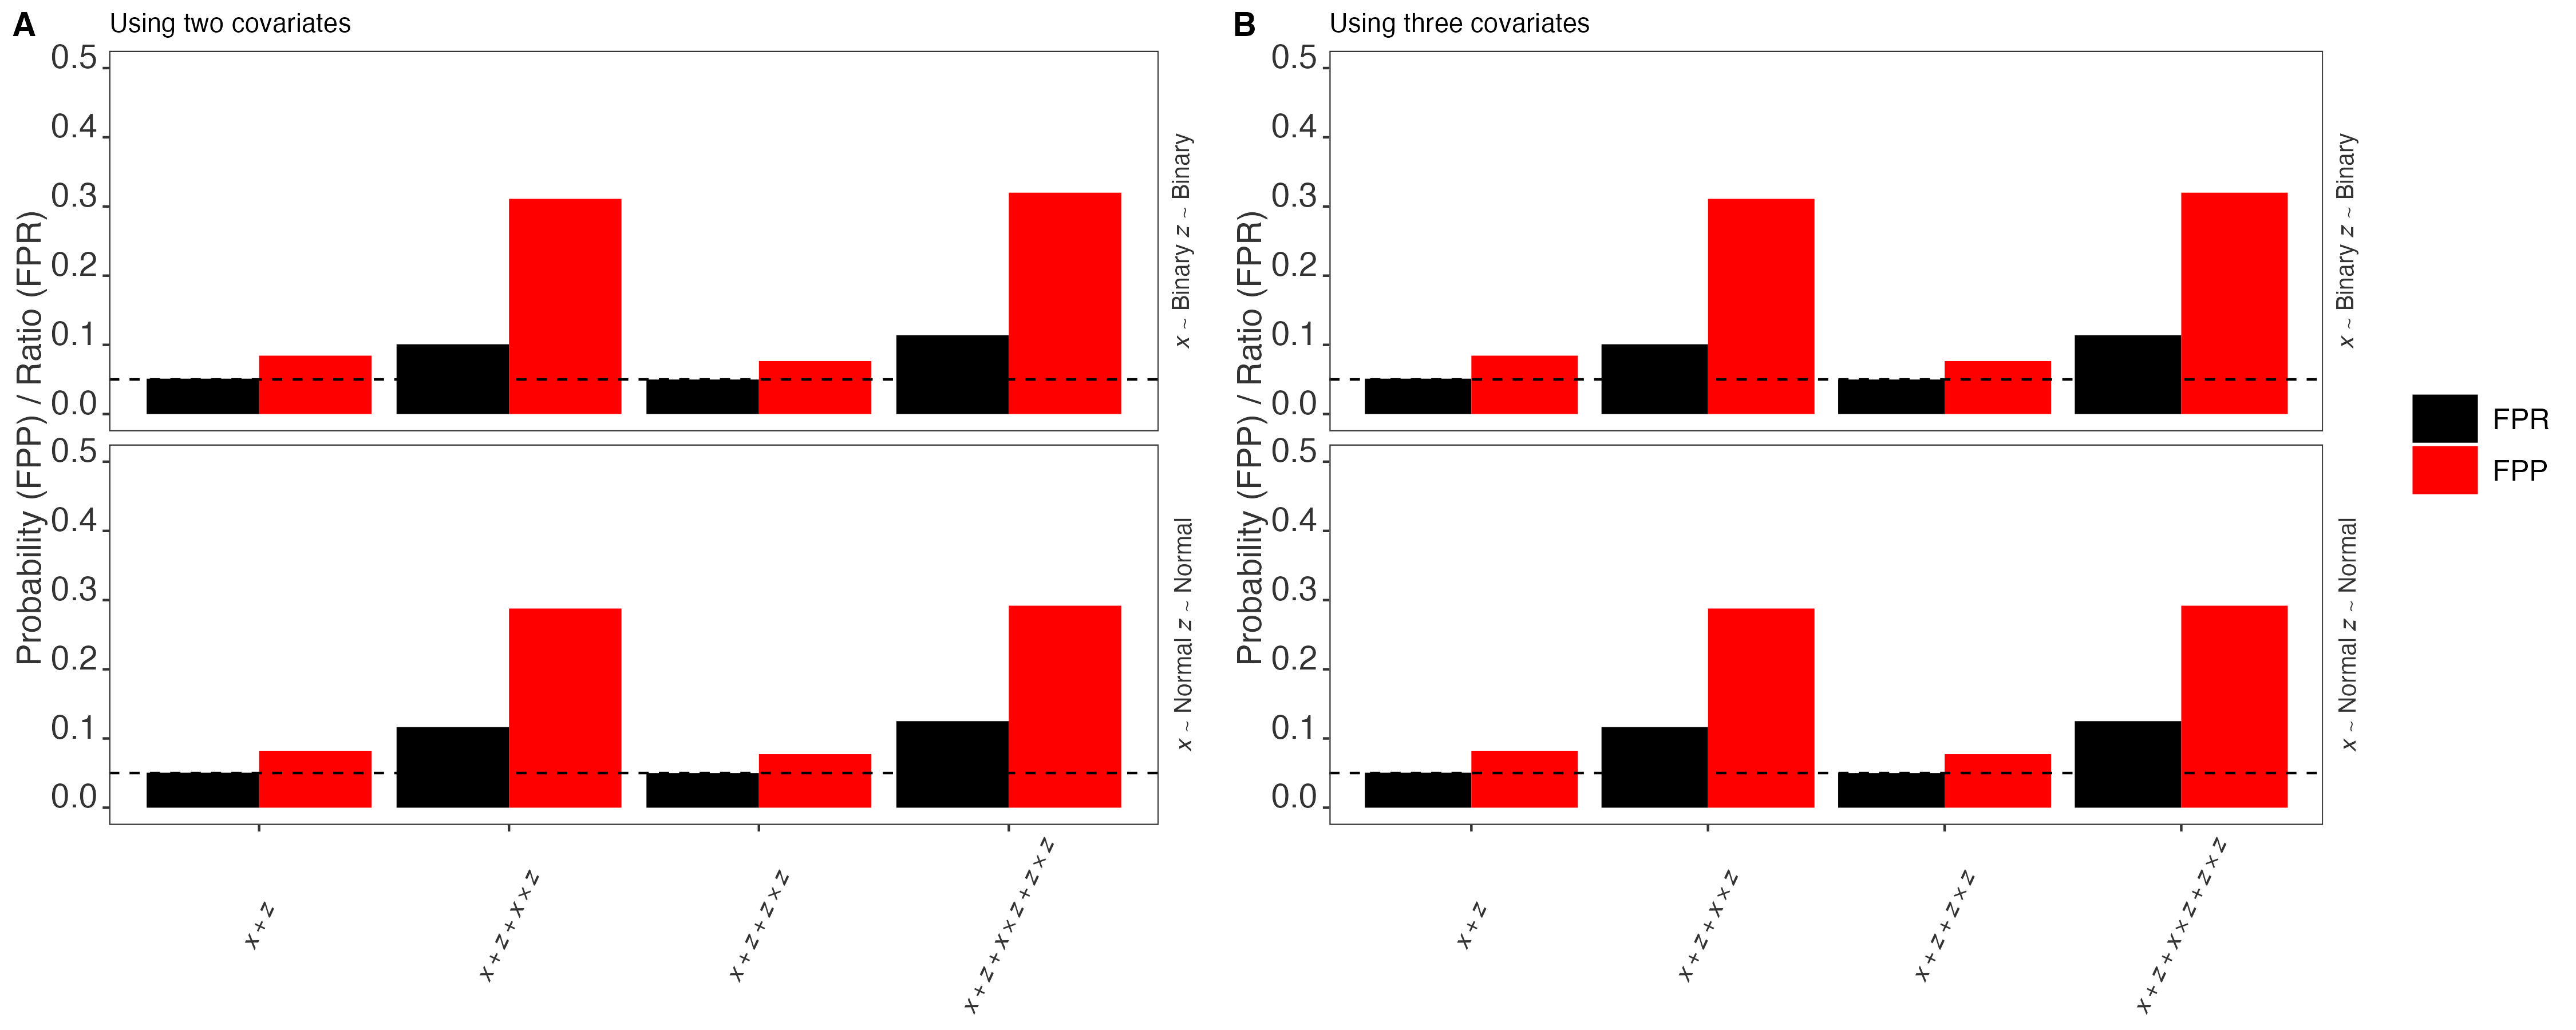 A
Using two covariates
Probability (FPP) / Ratio (FPR)
0.5
0.4
0.3
0.2
0.1
0.0
x ~ Binary z ~ Binary
0.5
0.4
0.3
0.2
0.1
0.0
x ~ Normal z ~ Normal
x + z
x + z + x × z
x + z + z × z
x + z + x × z + z × z
B
Using three covariates
Probability (FPP) / Ratio (FPR)
0.5
0.4
0.3
0.2
0.1
0.0
x ~ Binary z ~ Binary
0.5
0.4
0.3
0.2
0.1
0.0
x ~ Normal z ~ Normal
x + z
x + z + x × z
x + z + z × z
x + z + x × z + z × z
FPR
FPP